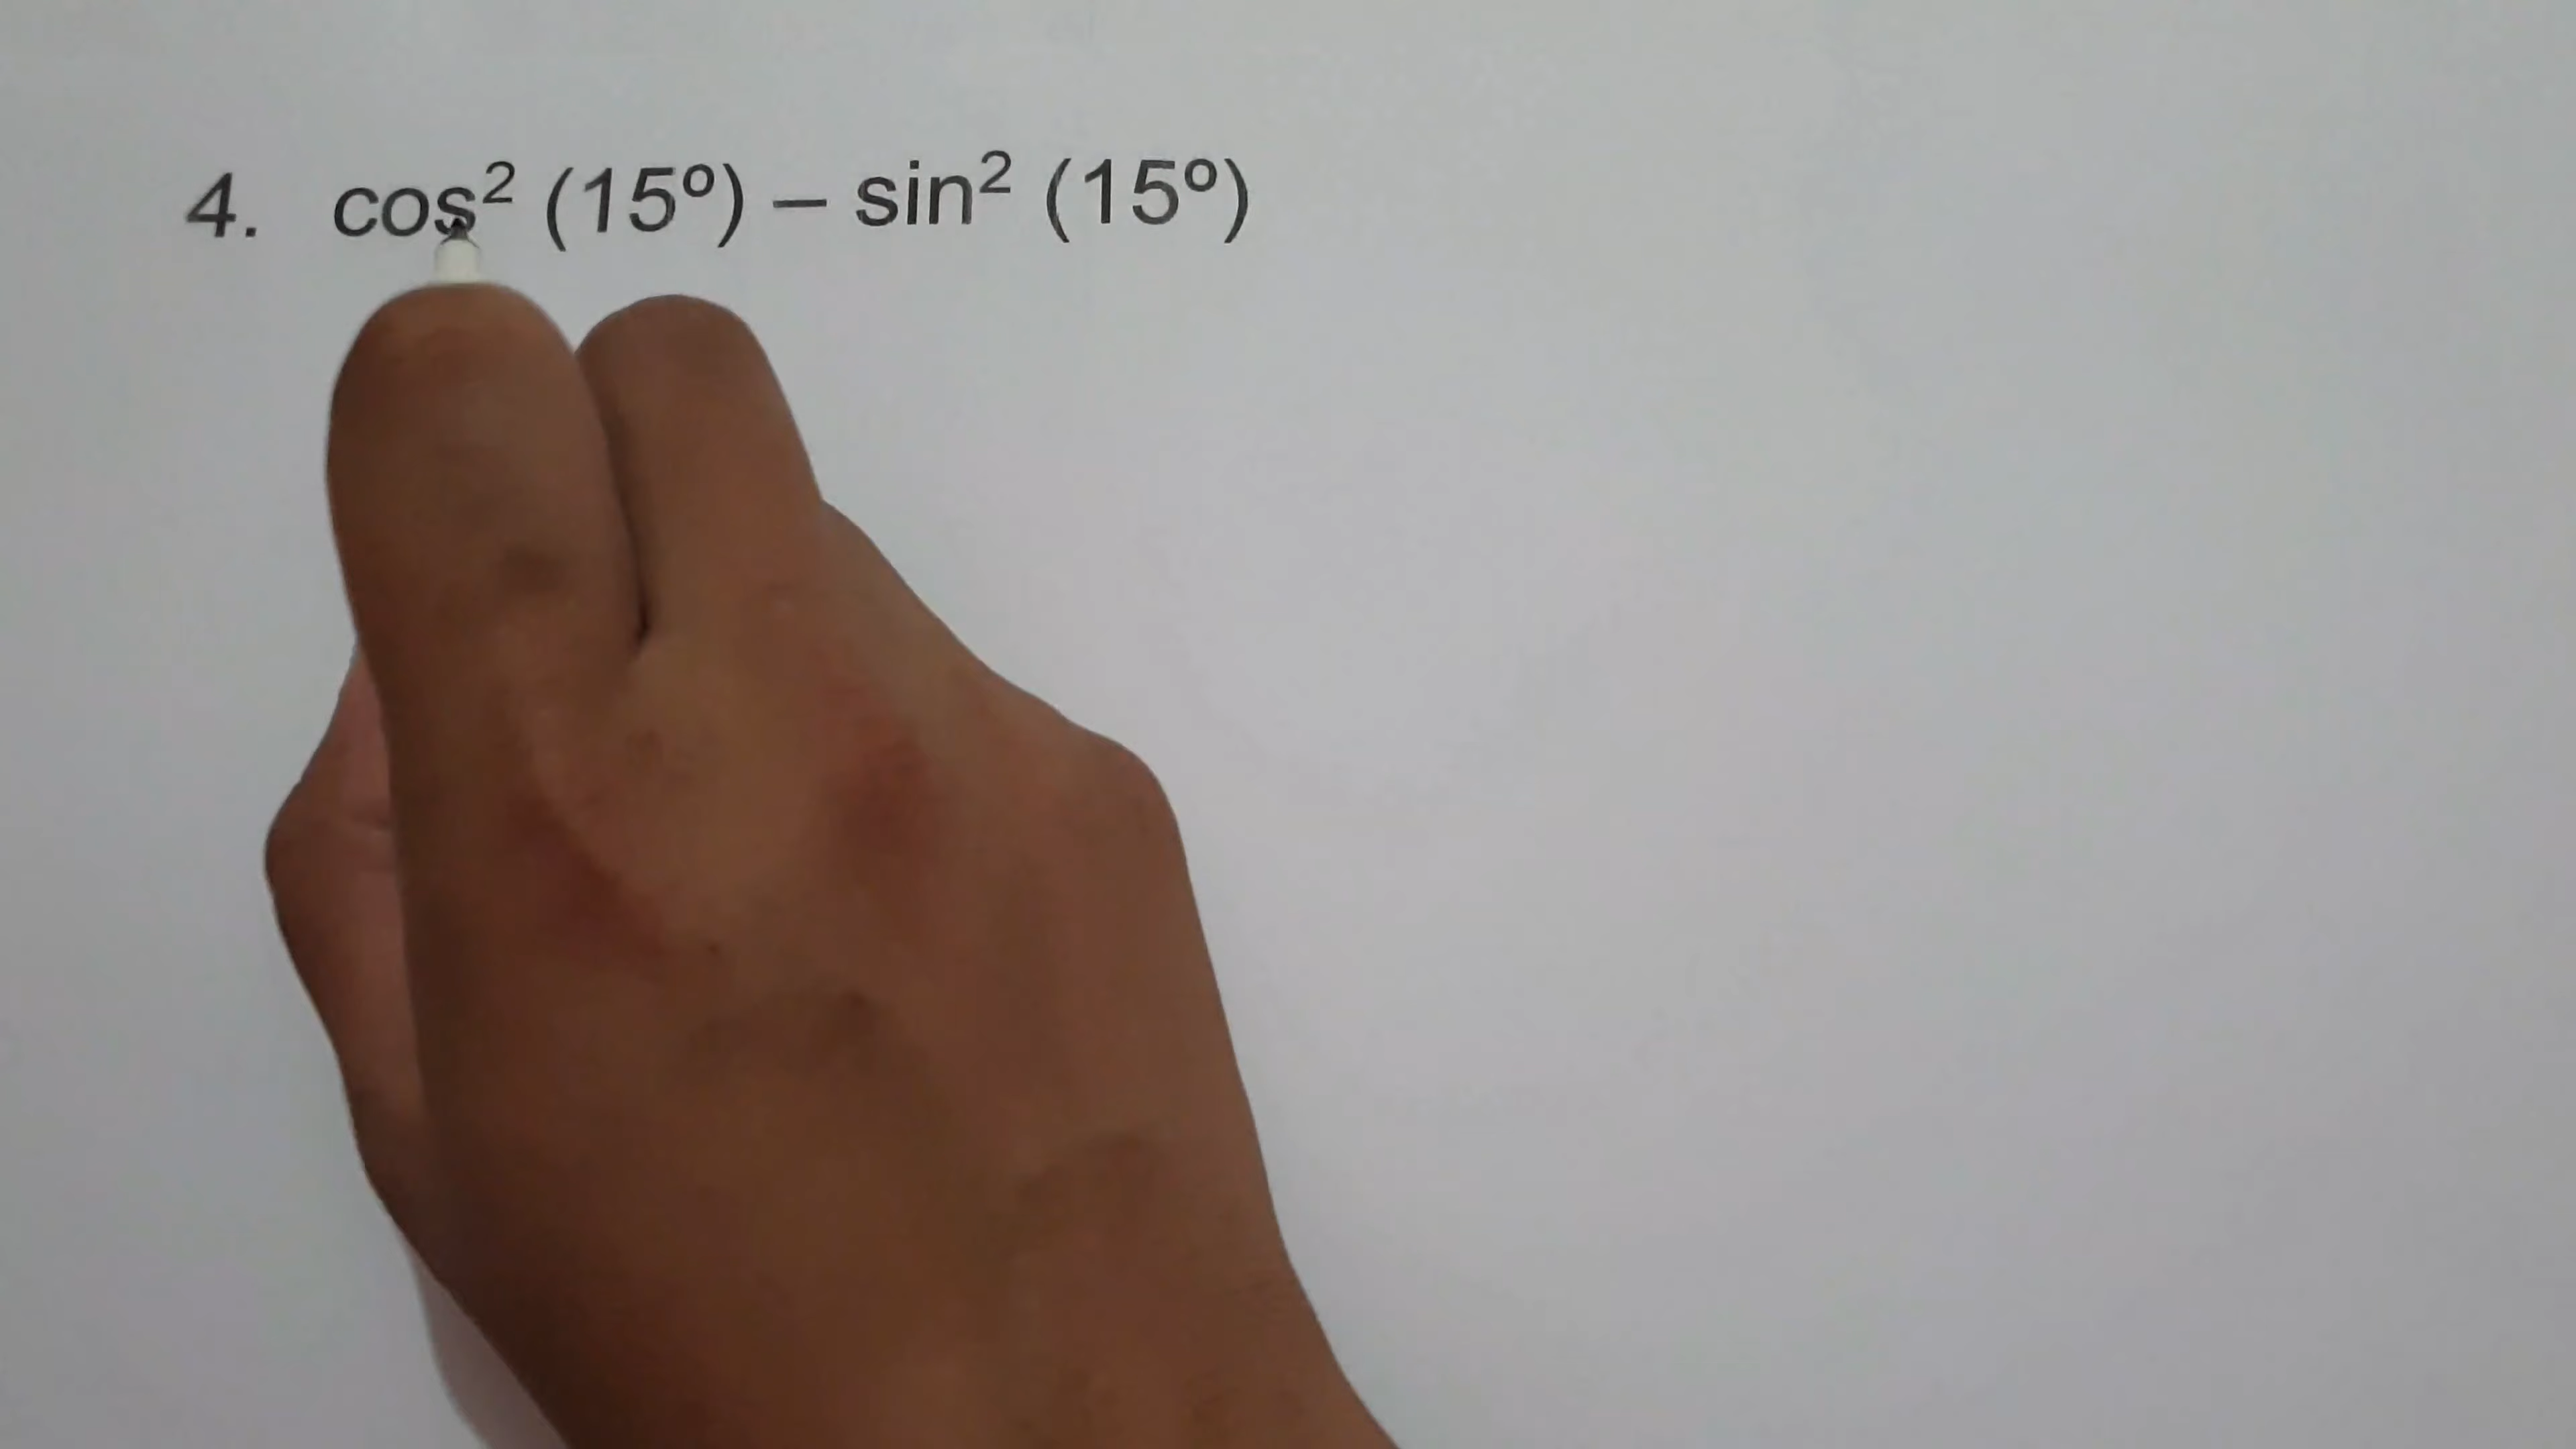 4. cos² (15º) – sin² (15º)